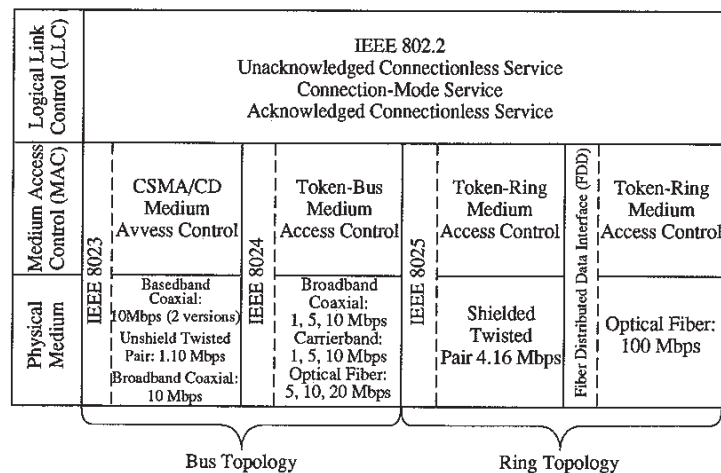 Logical Link
Control (LLC)
IEEE 802.2
Unacknowledged Connectionless Service
Connection-Mode Service
Acknowledged Connectionless Service
Medium Access
Control (MAC)
IEEE 8023
CSMA/CD
Medium
Avvess Control
IEEE 8024
Token-Bus
Medium
Access Control
IEEE 8025
Token-Ring
Medium
Access Control
Fiber Distributed Data Interface (FDD)
Token-Ring
Medium
Access Control
Physical
Medium
Basedband
Coaxial:
10Mbps (2 versions)
Unshield Twisted
Pair: 1.10 Mbps
Broadband Coaxial:
10 Mbps
Broadband
Coaxial:
1, 5, 10 Mbps
Carrierband:
1, 5, 10 Mbps
Optical Fiber:
5, 10, 20 Mbps
Shielded
Twisted
Pair 4.16 Mbps
Optical Fiber:
100 Mbps
Bus Topology
Ring Topology